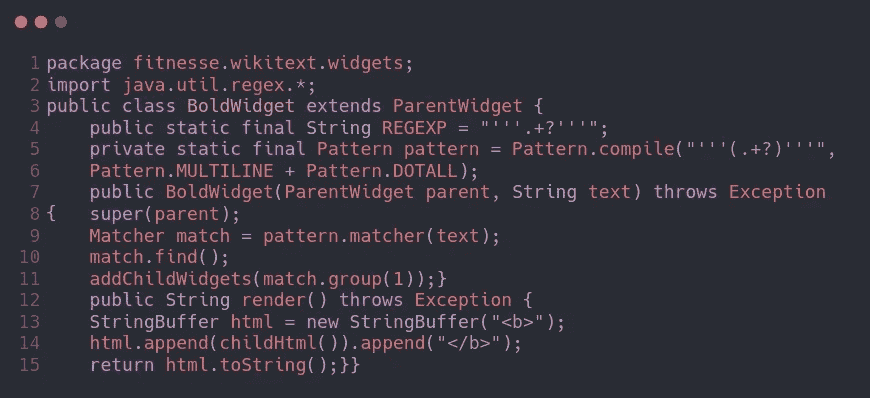 1 package fitnesse.wikitext.widgets;
2 import java.util.regex.*;
3 public class BoldWidget extends ParentWidget {
4     public static final String REGEXP = "'''.+?'''";
5     private static final Pattern pattern = Pattern.compile("'''(.+?)'''",
6     Pattern.MULTILINE + Pattern.DOTALL);
7     public BoldWidget(ParentWidget parent, String text) throws Exception
8 {   super(parent);
9     Matcher match = pattern.matcher(text);
10     match.find();
11     addChildWidgets(match.group(1));}
12     public String render() throws Exception {
13     StringBuffer html = new StringBuffer("<b>");
14     html.append(childHtml()).append("</b>");
15     return html.toString();}}